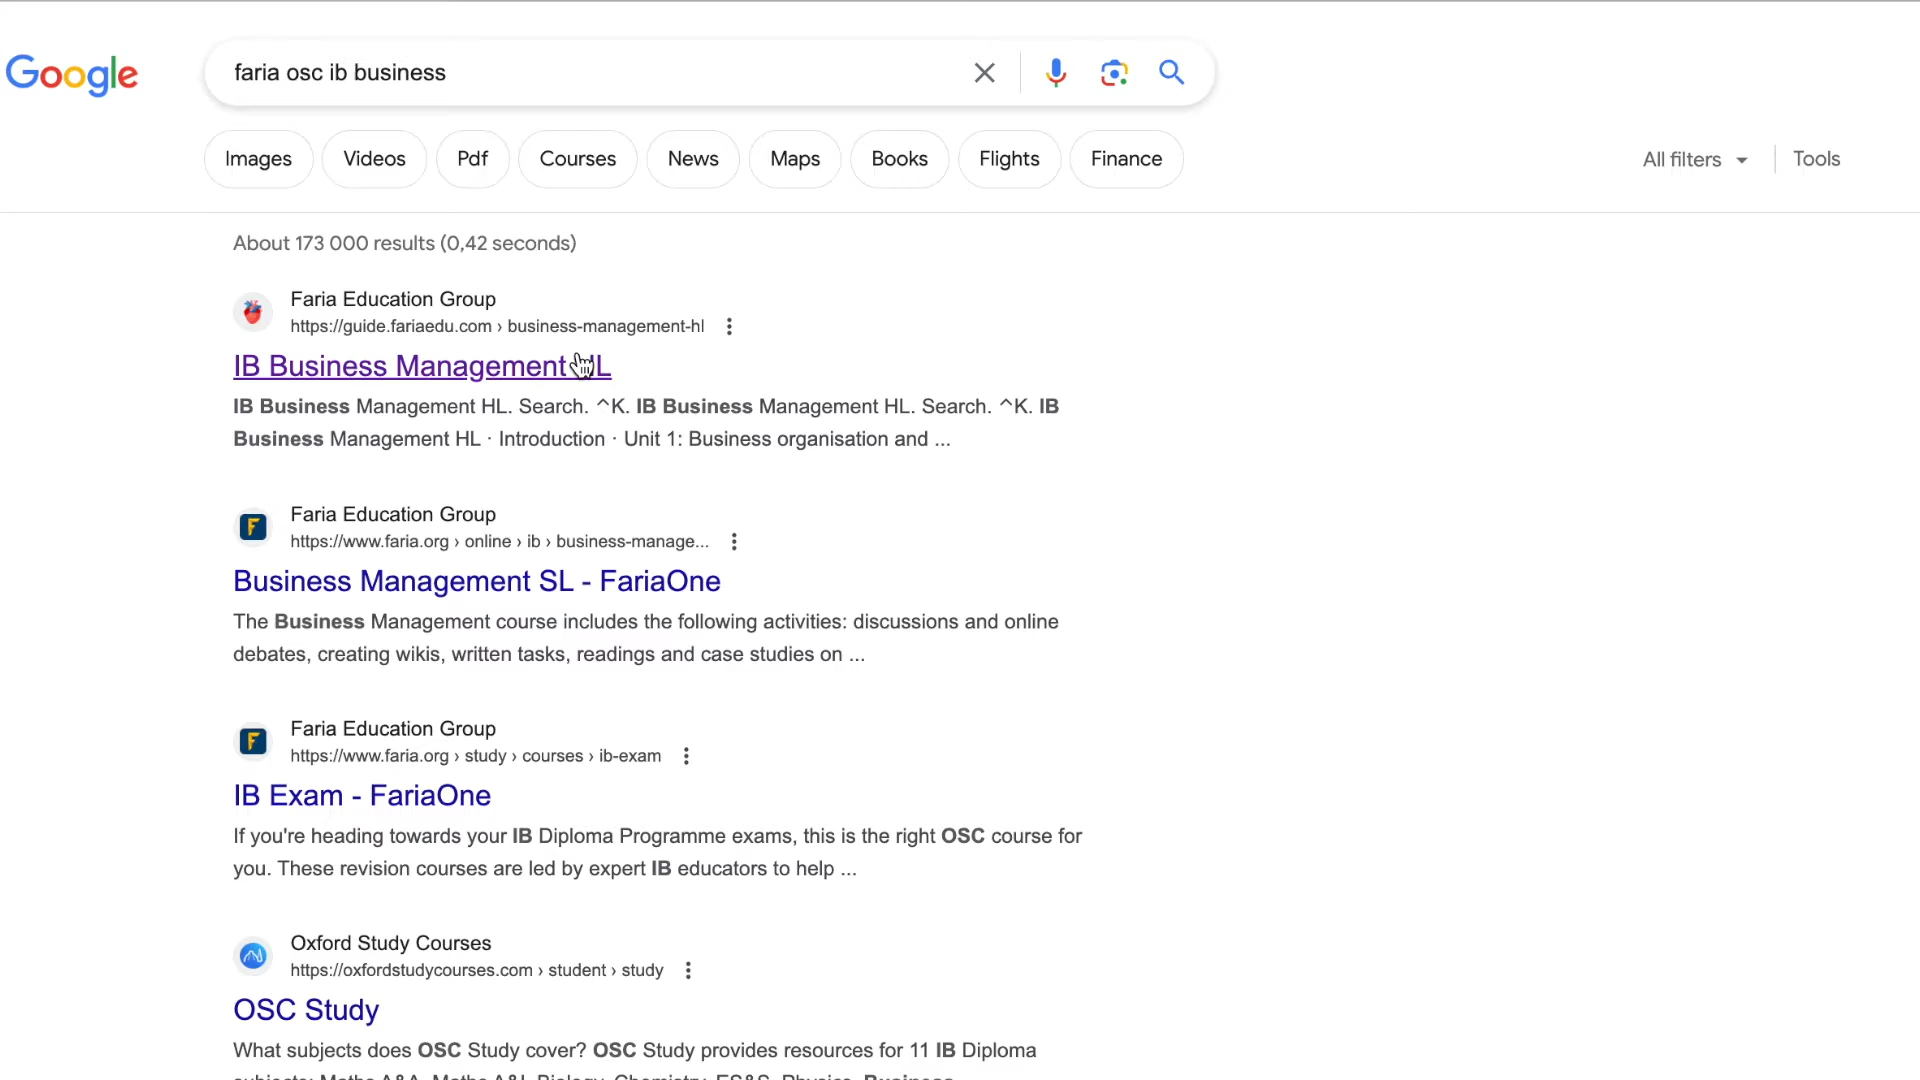 Google
faria osc ib business
Images
Videos
Pdf
Courses
News
Maps
Books
Flights
Finance
All filters
Tools
About 173 000 results (0,42 seconds)
Faria Education Group
https://guide.fariaedu.com › business-management-hl
IB Business Management HL
IB Business Management HL. Search. ^K. IB Business Management HL. Search. ^K. IB
Business Management HL · Introduction · Unit 1: Business organisation and ...
Faria Education Group
https://www.faria.org › online › ib › business-manage...
Business Management SL - FariaOne
The Business Management course includes the following activities: discussions and online
debates, creating wikis, written tasks, readings and case studies on ...
Faria Education Group
https://www.faria.org › study › courses › ib-exam
IB Exam - FariaOne
If you're heading towards your IB Diploma Programme exams, this is the right OSC course for
you. These revision courses are led by expert IB educators to help ...
Oxford Study Courses
https://oxfordstudycourses.com › student › study
OSC Study
What subjects does OSC Study cover? OSC Study provides resources for 11 IB Diploma
subjects: Maths A&A, Maths A&I, Biology, Chemistry, ES&S, Physics, Business